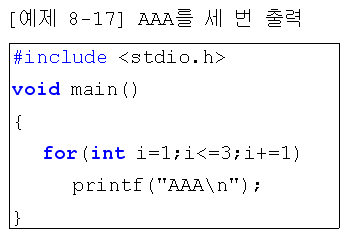 [예제 8-17] AAA를 세 번 출력
#include <stdio.h>
void main()
{
for(int i=1;i<=3;i+=1)
printf("AAA\n");
}